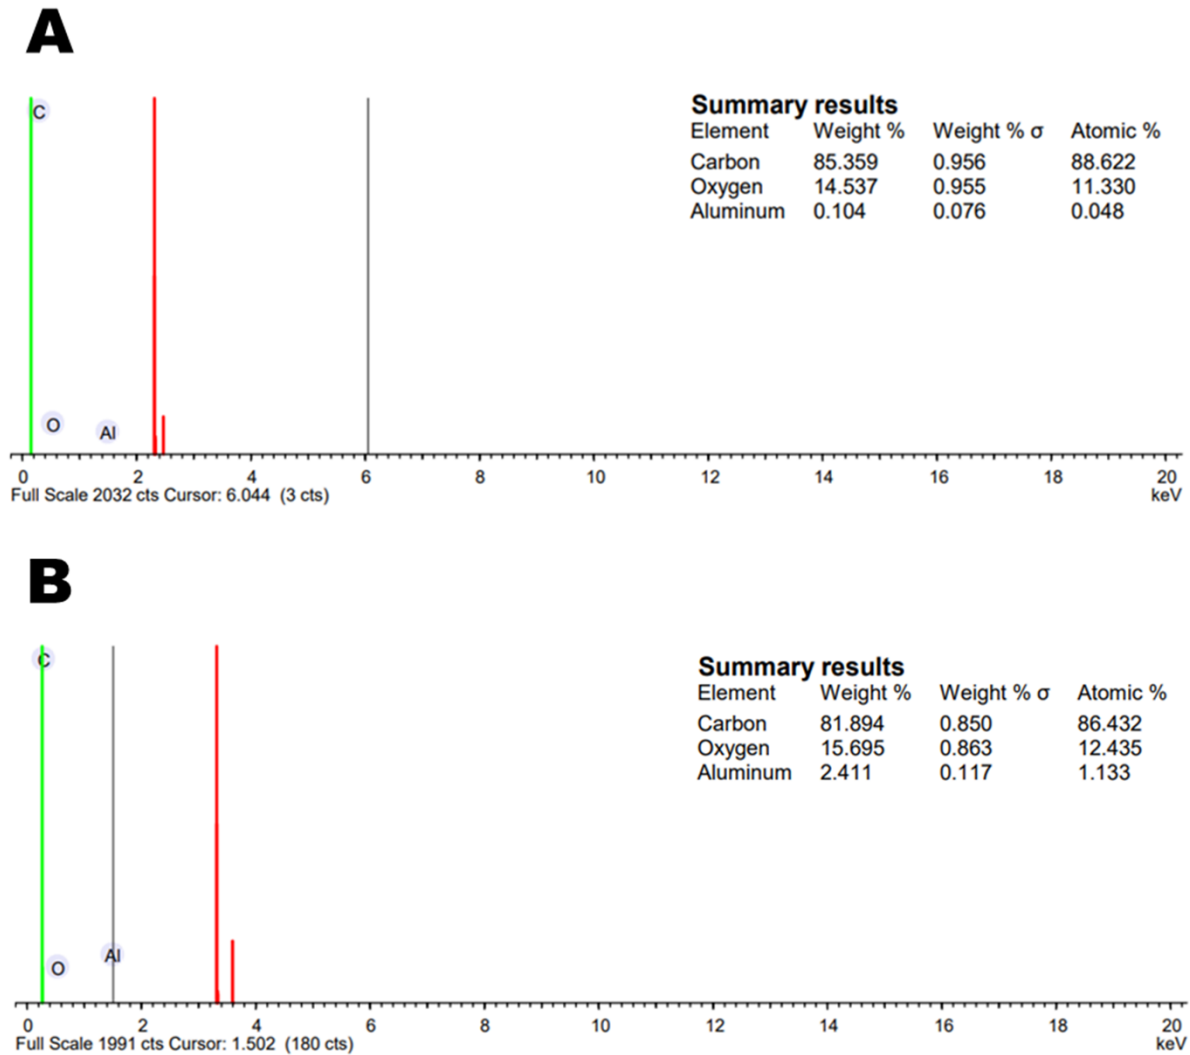 A
C
Summary results
Element Weight % Weight % σ Atomic %
Carbon 85.359 0.956 88.622
Oxygen 14.537 0.955 11.330
Aluminum 0.104 0.076 0.048
O Al
0 2 4 6 8 10 12 14 16 18 20
Full Scale 2032 cts Cursor: 6.044 (3 cts) keV
B
C
Summary results
Element Weight % Weight % σ Atomic %
Carbon 81.894 0.850 86.432
Oxygen 15.695 0.863 12.435
Aluminum 2.411 0.117 1.133
O Al
0 2 4 6 8 10 12 14 16 18 20
Full Scale 1991 cts Cursor: 1.502 (180 cts) keV